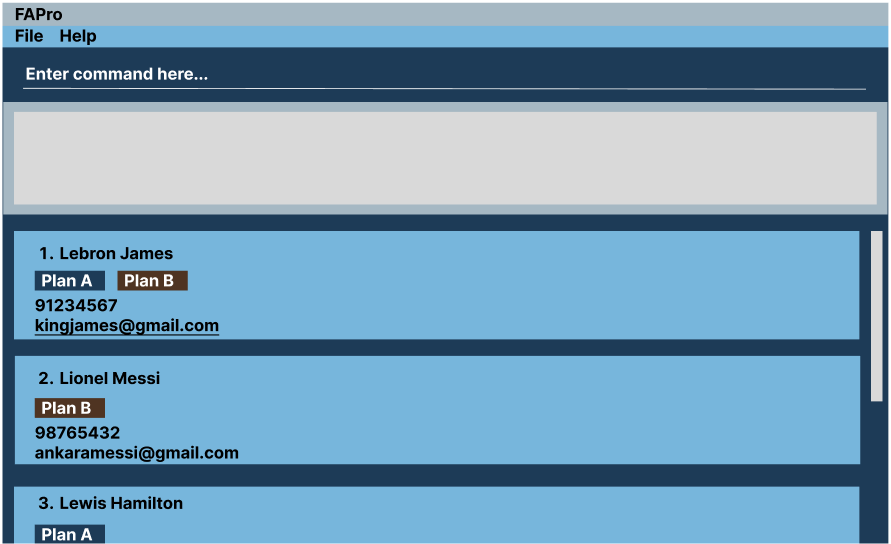 FAPro
File Help
Enter command here...
1. Lebron James
Plan A Plan B
91234567
kingjames@gmail.com
2. Lionel Messi
Plan B
98765432
ankaramessi@gmail.com
3. Lewis Hamilton
Plan A